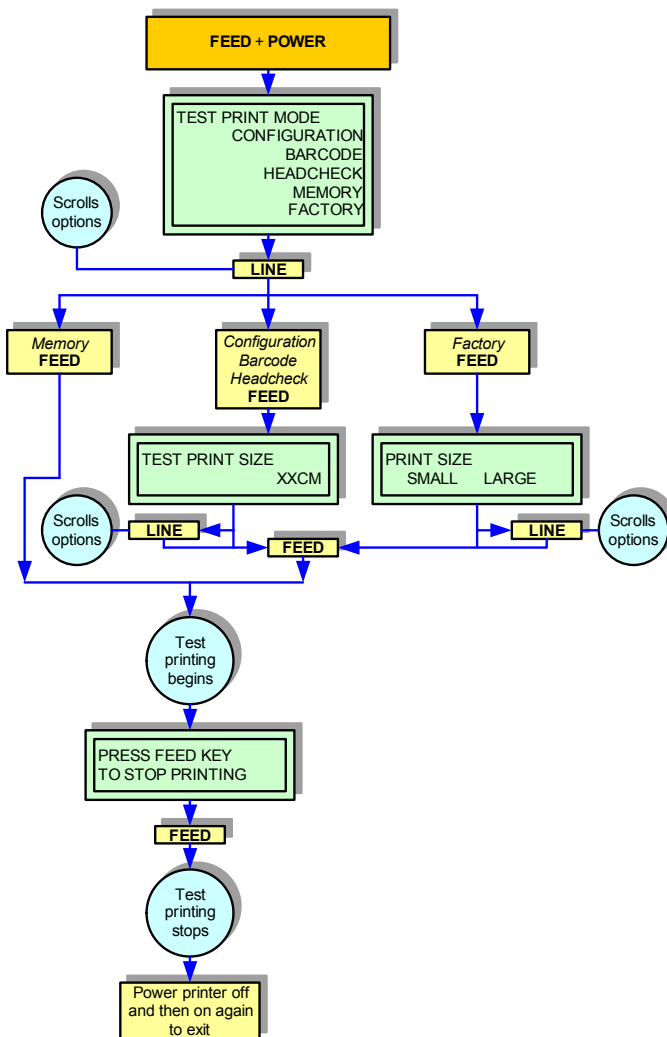 FEED + POWER
TEST PRINT MODE
CONFIGURATION
BARCODE
HEADCHECK
MEMORY
FACTORY
Scrolls
options
LINE
Memory
FEED
Configuration
Barcode
Headcheck
FEED
Factory
FEED
TEST PRINT SIZE
XXCM
PRINT SIZE
SMALL LARGE
Scrolls
options
LINE
FEED
LINE
Scrolls
options
Test
printing
begins
PRESS FEED KEY
TO STOP PRINTING
FEED
Test
printing
stops
Power printer off
and then on again
to exit